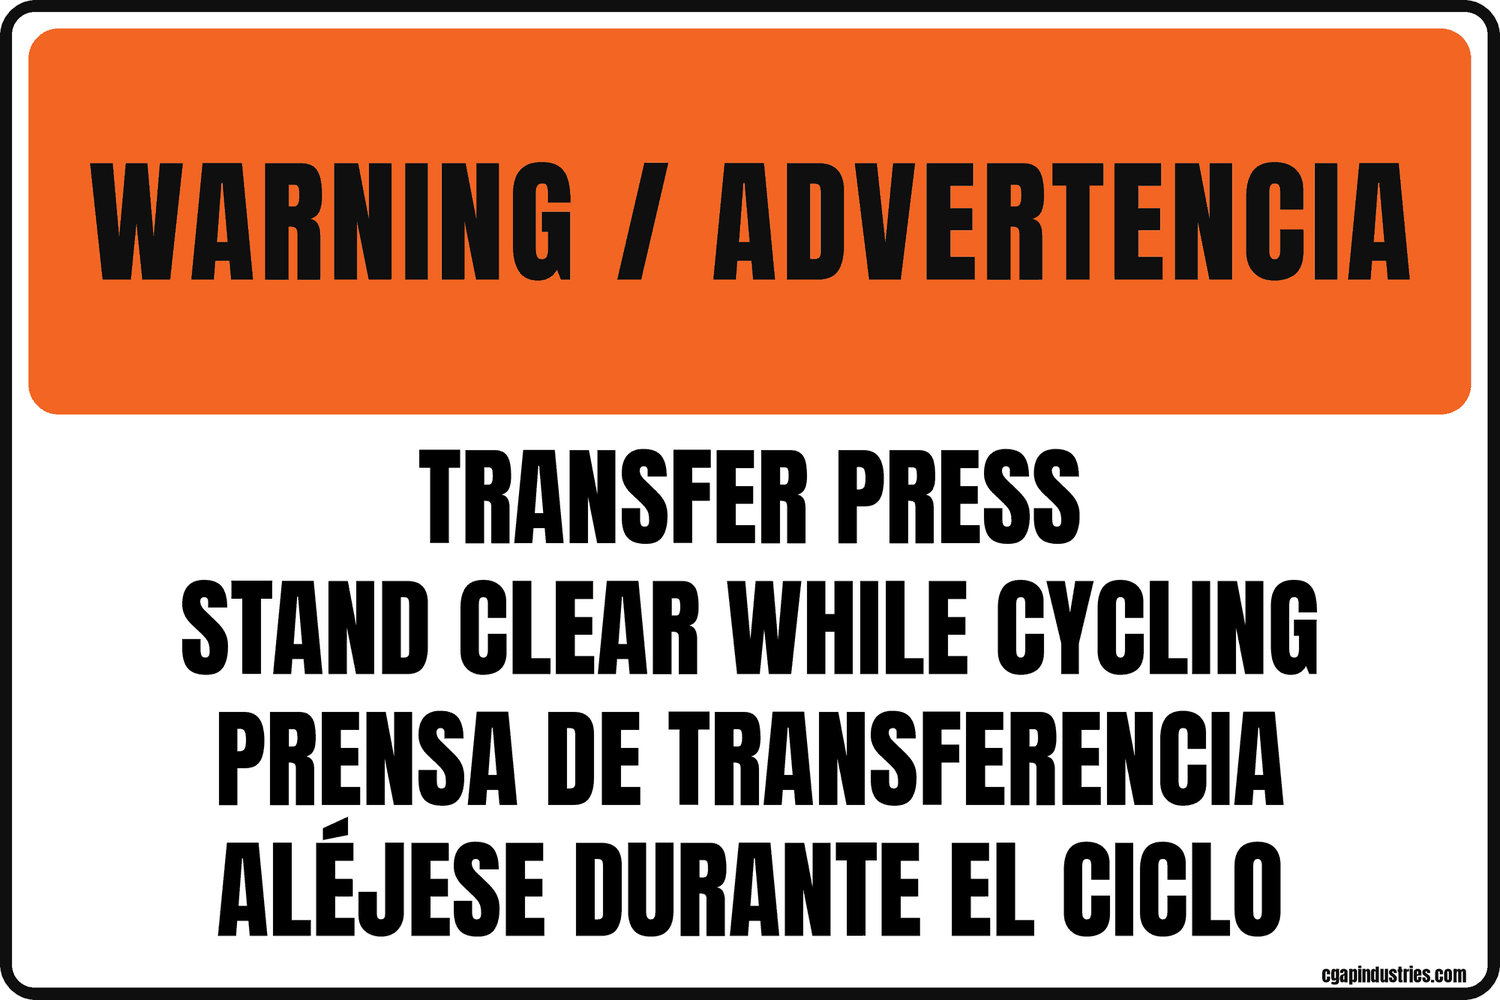 WARNING / ADVERTENCIA
TRANSFER PRESS
STAND CLEAR WHILE CYCLING
PRENSA DE TRANSFERENCIA
ALÉJESE DURANTE EL CICLO
cgapindustries.com